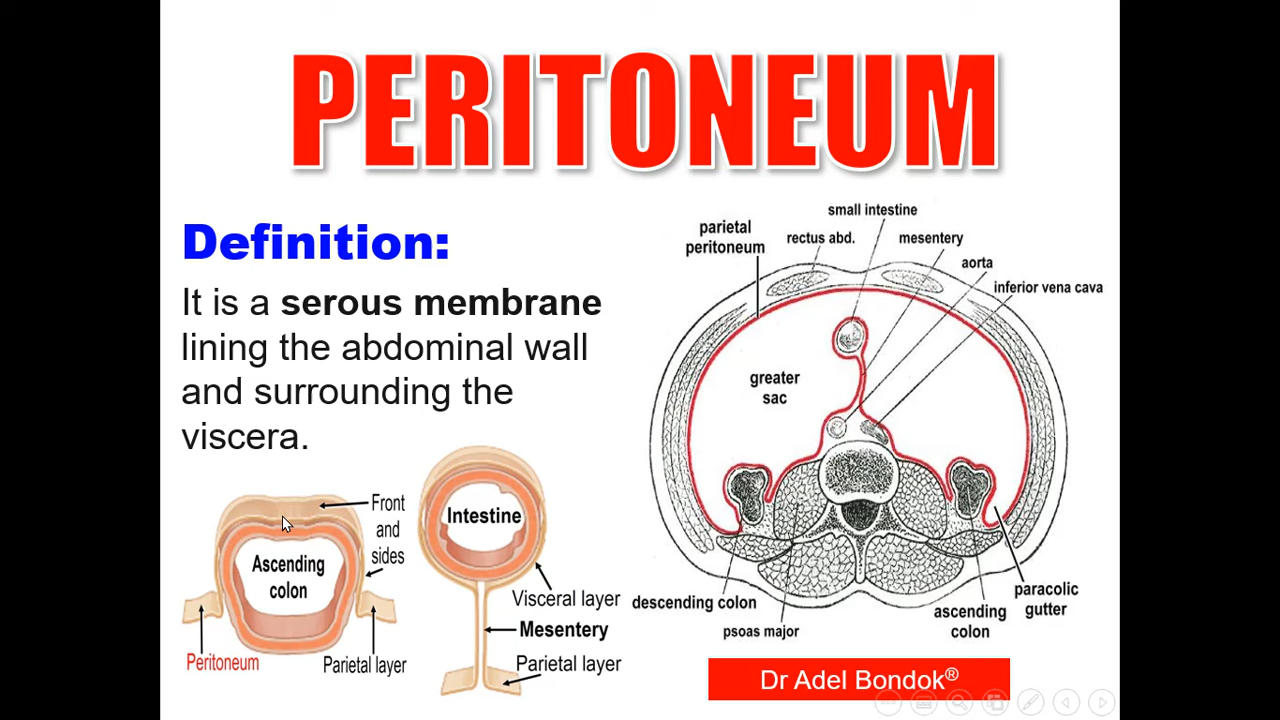 PERITONEUM
Definition:
It is a serous membrane
lining the abdominal wall
and surrounding the
viscera.
small intestine
parietal
peritoneum
rectus abd.
mesentery
aorta
inferior vena cava
greater
sac
Front
and
sides
Ascending
colon
Intestine
Visceral layer
Mesentery
Peritoneum
Parietal layer
Parietal layer
descending colon
psoas major
ascending
colon
paracolic
gutter
Dr Adel Bondok®